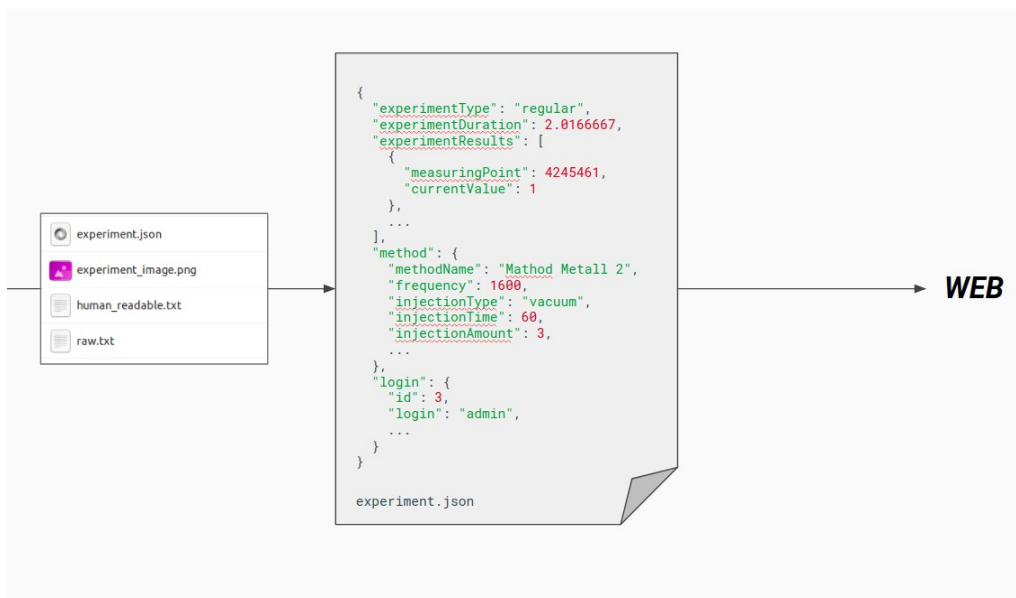 experiment.json
experiment_image.png
human_readable.txt
raw.txt
{
"experimentType": "regular",
"experimentDuration": 2.0166667,
"experimentResults": [
{
"measuringPoint": 4245461,
"currentValue": 1
},
...
],
"method": {
"methodName": "Mathod Metall 2",
"frequency": 1600,
"injectionType": "vacuum",
"injectionTime": 60,
"injectionAmount": 3,
...
},
"login": {
"id": 3,
"login": "admin",
...
}
}
experiment.json
WEB